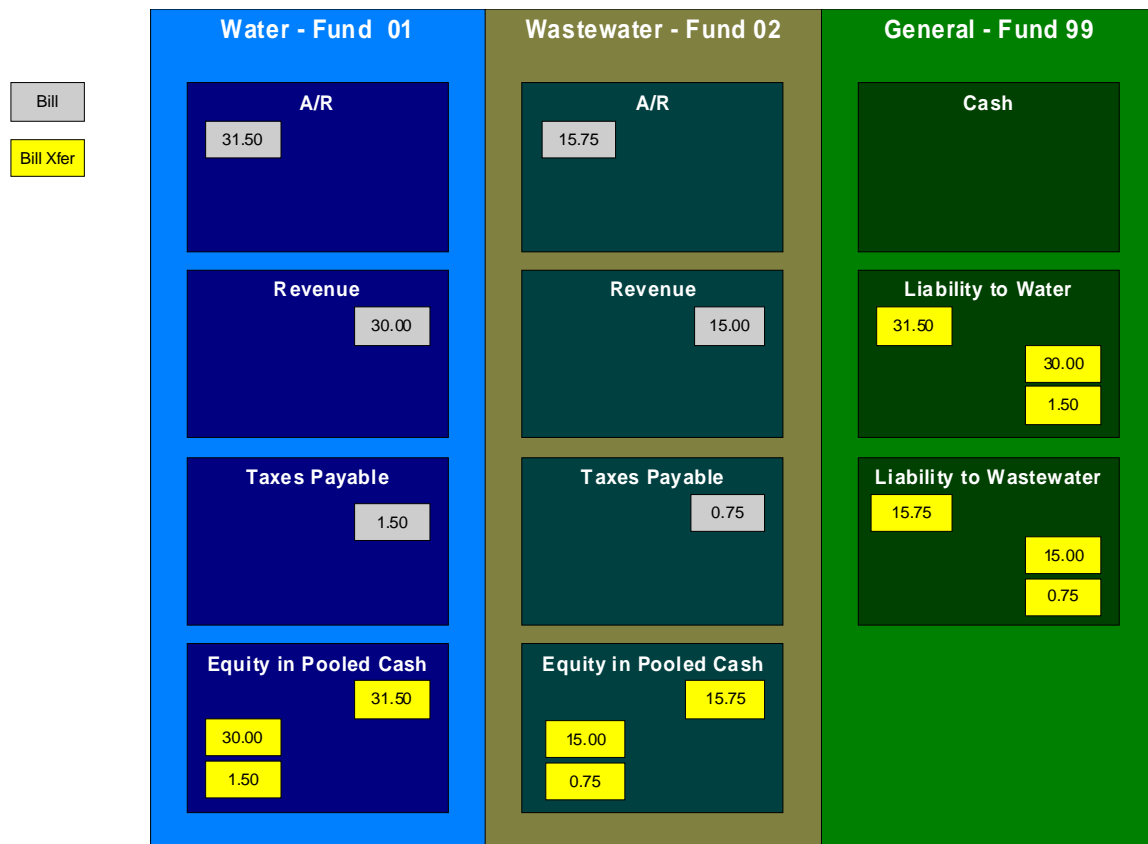 Bill
Bill Xfer
Water - Fund 01
A/R
31.50
Revenue
30.00
Taxes Payable
1.50
Equity in Pooled Cash
31.50
30.00
1.50
Wastewater - Fund 02
A/R
15.75
Revenue
15.00
Taxes Payable
0.75
Equity in Pooled Cash
15.75
15.00
0.75
General - Fund 99
Cash
Liability to Water
31.50
30.00
1.50
Liability to Wastewater
15.75
15.00
0.75